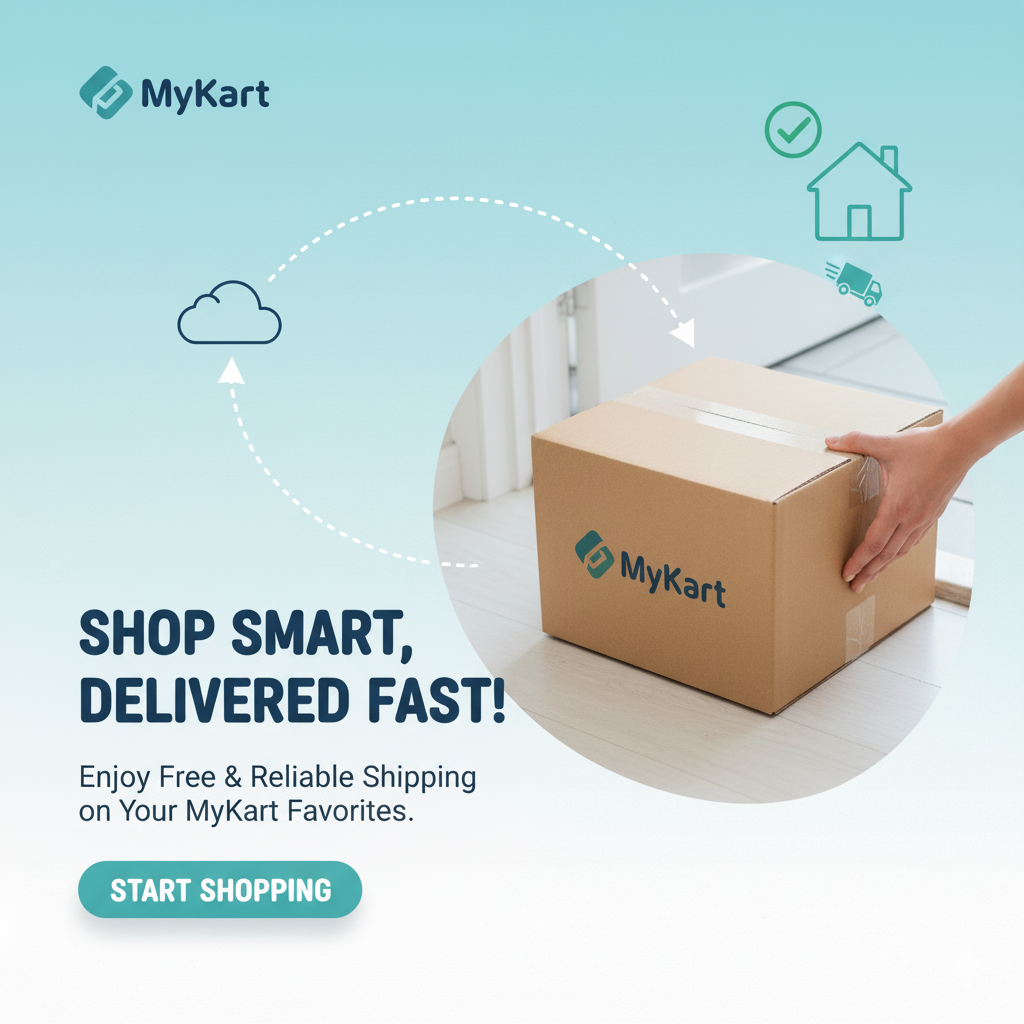 MyKart
MyKart
SHOP SMART,
DELIVERED FAST!
Enjoy Free & Reliable Shipping
on Your MyKart Favorites.
START SHOPPING